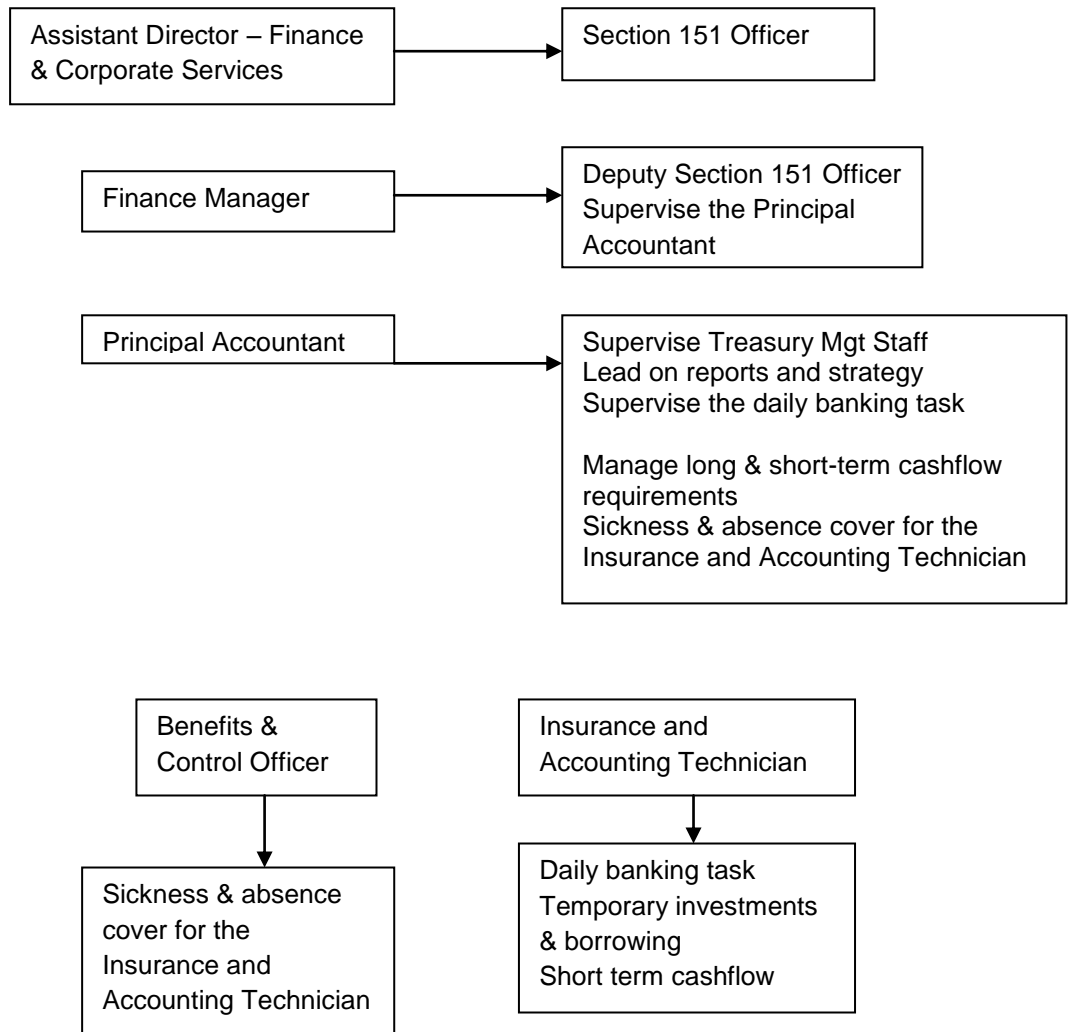 Assistant Director – Finance
& Corporate Services
Section 151 Officer
Finance Manager
Deputy Section 151 Officer
Supervise the Principal
Accountant
Principal Accountant
Supervise Treasury Mgt Staff
Lead on reports and strategy
Supervise the daily banking task
Manage long & short-term cashflow
requirements
Sickness & absence cover for the
Insurance and Accounting Technician
Benefits &
Control Officer
Sickness & absence
cover for the
Insurance and
Accounting Technician
Insurance and
Accounting Technician
Daily banking task
Temporary investments
& borrowing
Short term cashflow